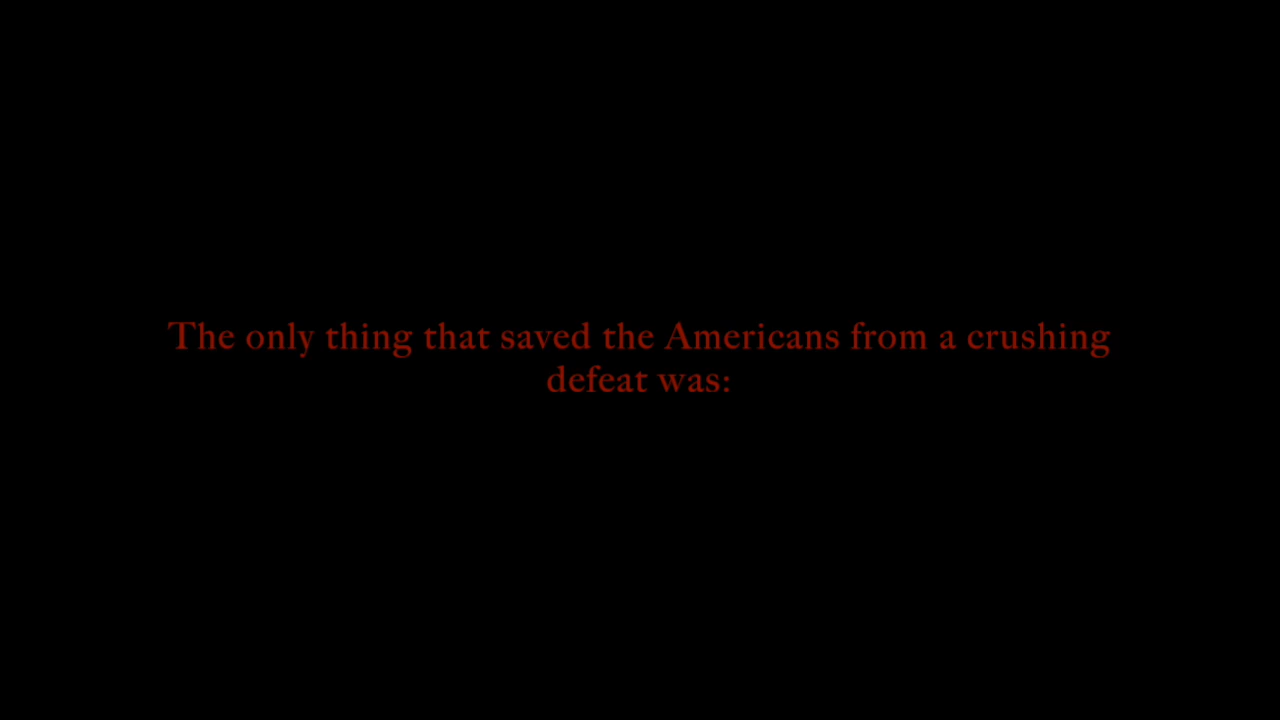 The only thing that saved the Americans from a crushing
defeat was: